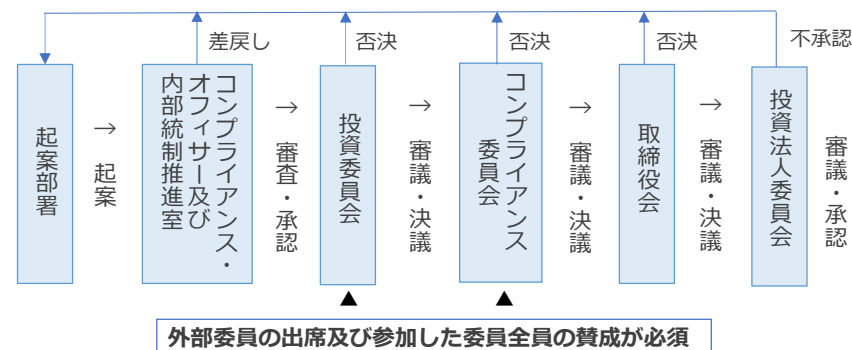 差戻し
否決
否決
否決
不承認
起案部署
→ 起案
コンプライアンス・
オフィサー及び
内部統制推進室
→ 審査・承認
投資委員会
→ 審議・決議
コンプライアンス
委員会
→ 審議・決議
取締役会
→ 審議・決議
投資法人委員会
審議・承認
▲
▲
外部委員の出席及び参加した委員全員の賛成が必須